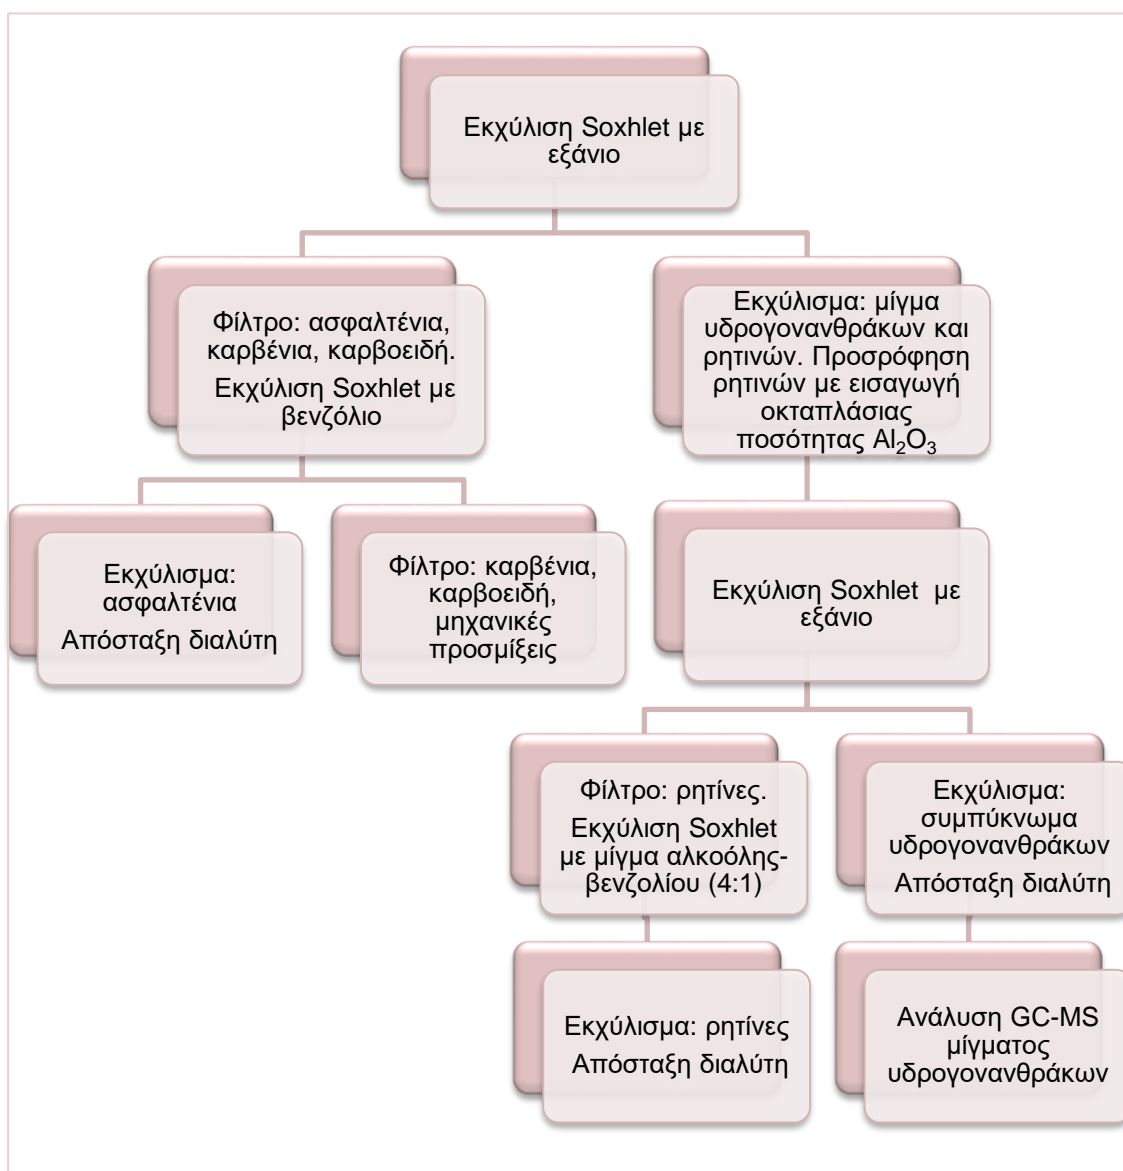 Εκχύλιση Soxhlet με
εξάνιο
Φίλτρο: ασφαλτένια,
καρβένια, καρβοειδή.
Εκχύλιση Soxhlet με
βενζόλιο
Εκχύλισμα: μίγμα
υδρογονανθράκων και
ρητινών. Προσρόφηση
ρητινών με εισαγωγή
οκταπλάσιας
ποσότητας Al₂O₃
Εκχύλισμα:
ασφαλτένια
Απόσταξη διαλύτη
Φίλτρο: καρβένια,
καρβοειδή,
μηχανικές
προσμίξεις
Εκχύλιση Soxhlet με
εξάνιο
Φίλτρο: ρητίνες.
Εκχύλιση Soxhlet
με μίγμα αλκοόλης-
βενζολίου (4:1)
Εκχύλισμα:
συμπύκνωμα
υδρογονανθράκων
Απόσταξη διαλύτη
Εκχύλισμα: ρητίνες
Απόσταξη διαλύτη
Ανάλυση GC-MS
μίγματος
υδρογονανθράκων